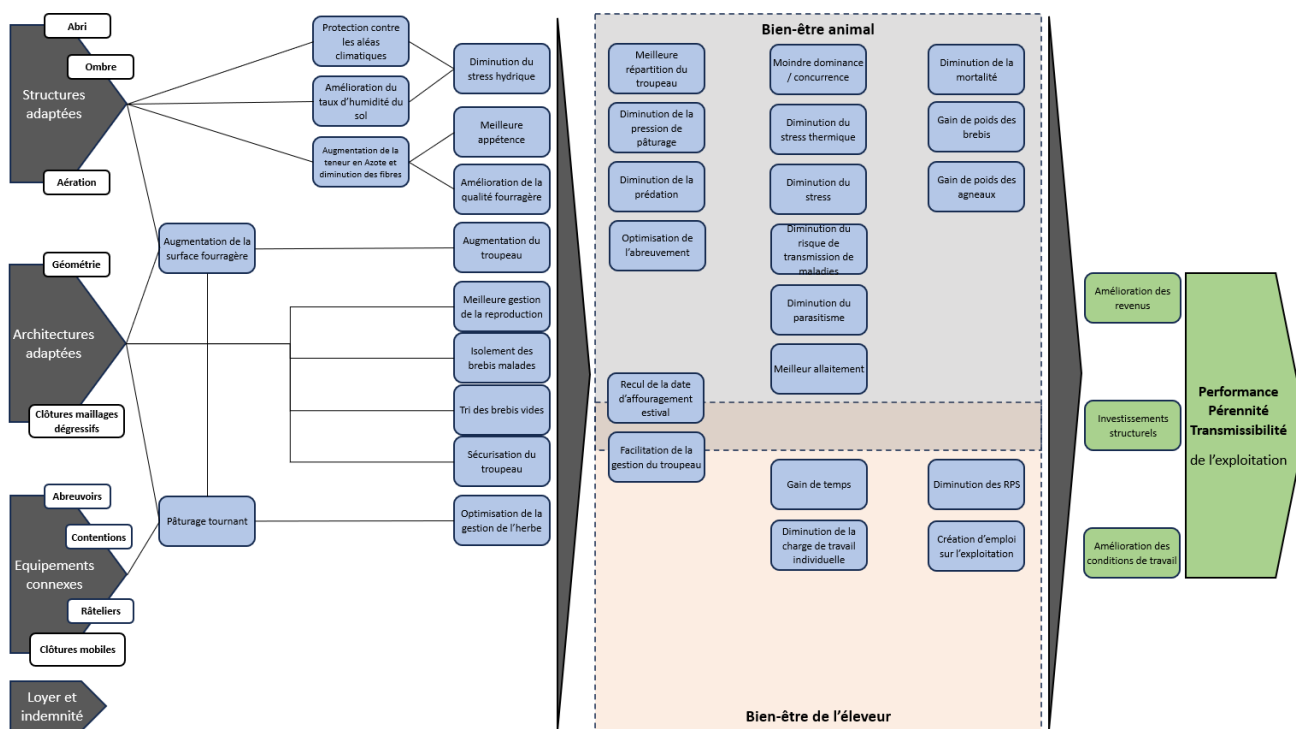 Abri
Ombre
Structures
adaptées
Aération
Géométrie
Architectures
adaptées
Clôtures maillages
dégressifs
Abreuvoirs
Contentions
Equipements
connexes
Râteliers
Clôtures mobiles
Loyer et
indemnité
Augmentation de la
surface fourragère
Pâturage tournant
Protection contre
les aléas
climatiques
Amélioration du
taux d'humidité du
sol
Augmentation de la
teneur en Azote et
diminution des fibres
Diminution du
stress hydrique
Meilleure
appétence
Amélioration de la
qualité fourragère
Augmentation du
troupeau
Meilleure gestion
de la reproduction
Isolement des
brebis malades
Tri des brebis vides
Sécurisation du
troupeau
Optimisation de la
gestion de l'herbe
Bien-être animal
Meilleure
répartition du
troupeau
Diminution de la
pression de
pâturage
Diminution de la
prédation
Optimisation de
l'abreuvement
Recul de la date
d'affouragement
estival
Facilitation de la
gestion du troupeau
Moindre dominance
/ concurrence
Diminution du
stress thermique
Diminution du
stress
Diminution du
risque de
transmission de
maladies
Diminution du
parasitisme
Meilleur allaitement
Gain de temps
Diminution de la
charge de travail
individuelle
Diminution de la
mortalité
Gain de poids des
brebis
Gain de poids des
agneaux
Diminution des RPS
Création d'emploi
sur l'exploitation
Bien-être de l'éleveur
Amélioration des
revenus
Investissements
structurels
Amélioration des
conditions de travail
Performance
Pérennité
Transmissibilité
de l'exploitation